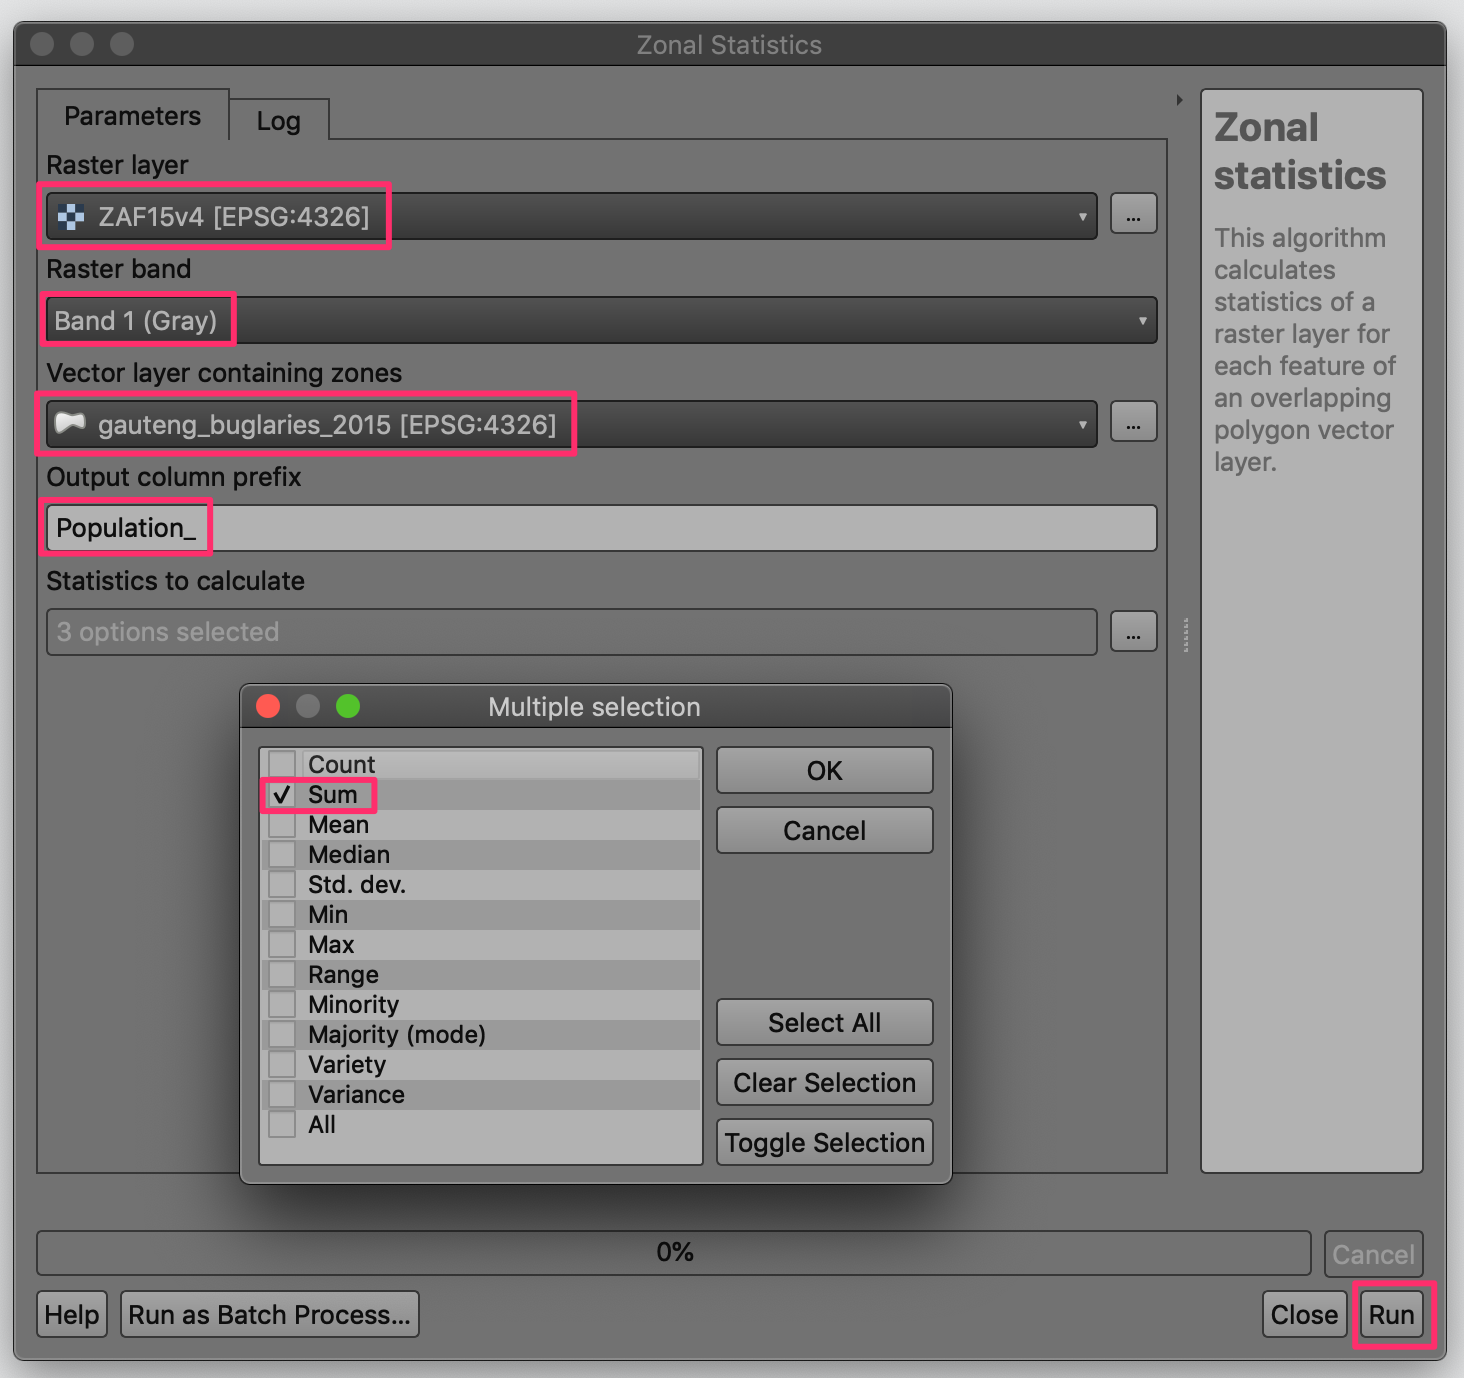 Zonal Statistics
Parameters
Log
Raster layer
ZAF15v4 [EPSG:4326]
...
Raster band
Band 1 (Gray)
Vector layer containing zones
gauteng_buglaries_2015 [EPSG:4326]
...
Output column prefix
Population_
Statistics to calculate
3 options selected
...
Multiple selection
Count
Sum
Mean
Median
Std. dev.
Min
Max
Range
Minority
Majority (mode)
Variety
Variance
All
OK
Cancel
Select All
Clear Selection
Toggle Selection
Zonal
statistics
This algorithm
calculates
statistics of a
raster layer for
each feature of
an overlapping
polygon vector
layer.
0%
Cancel
Help
Run as Batch Process...
Close
Run